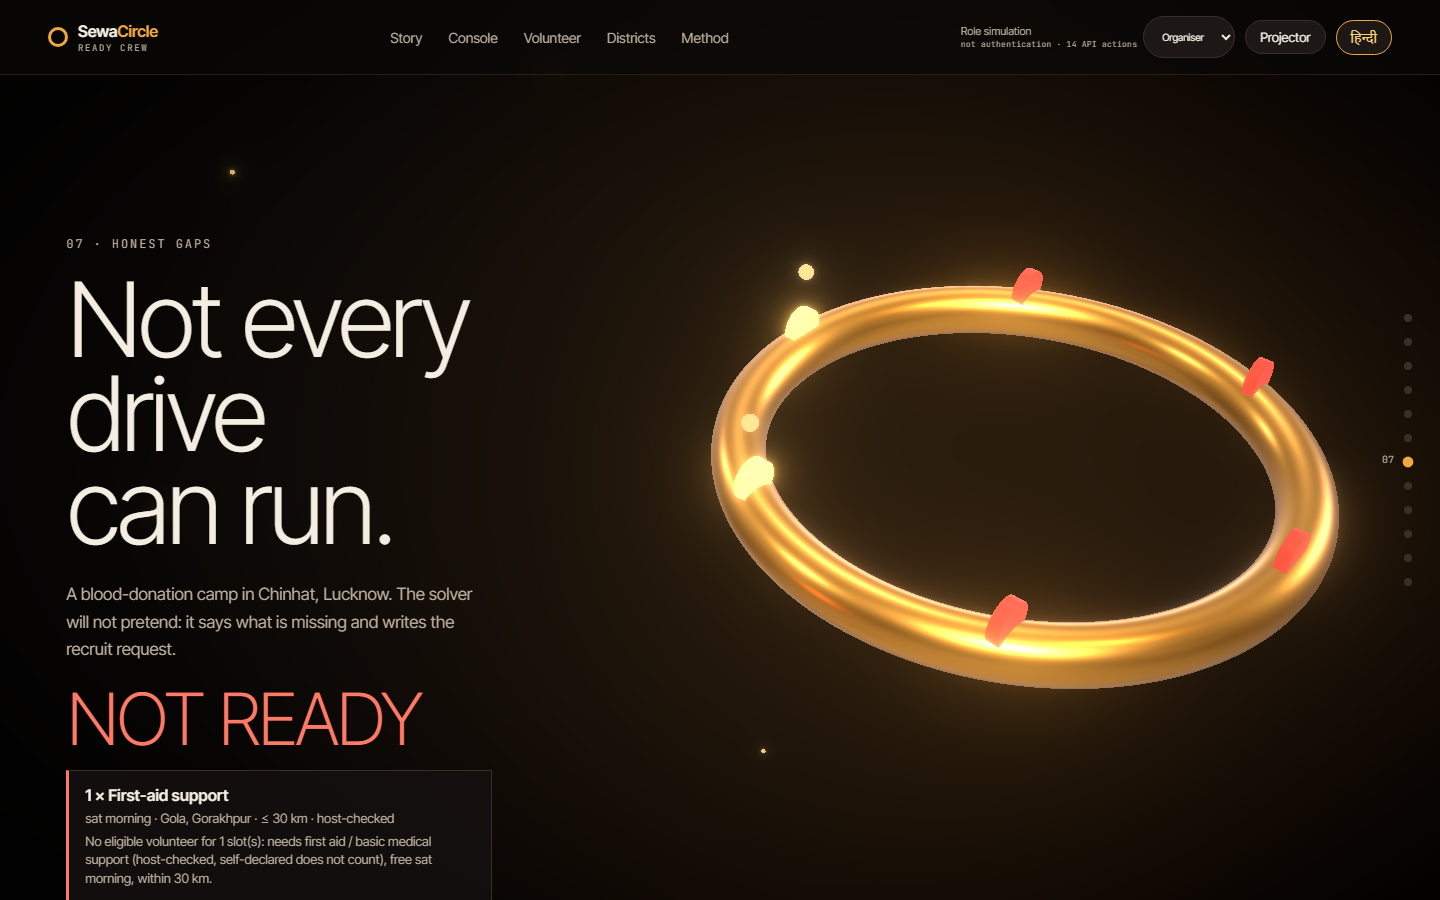 SewaCircle
READY CREW
Story
Console
Volunteer
Districts
Method
Role simulation
not authentication · 14 API actions
Organiser
Projector
हिन्दी
07 · HONEST GAPS
Not every
drive
can run.
A blood-donation camp in Chinhat, Lucknow. The solver
will not pretend: it says what is missing and writes the
recruit request.
07
NOT READY
1 × First-aid support
sat morning · Gola, Gorakhpur · ≤ 30 km · host-checked
No eligible volunteer for 1 slot(s): needs first aid / basic medical
support (host-checked, self-declared does not count), free sat
morning, within 30 km.